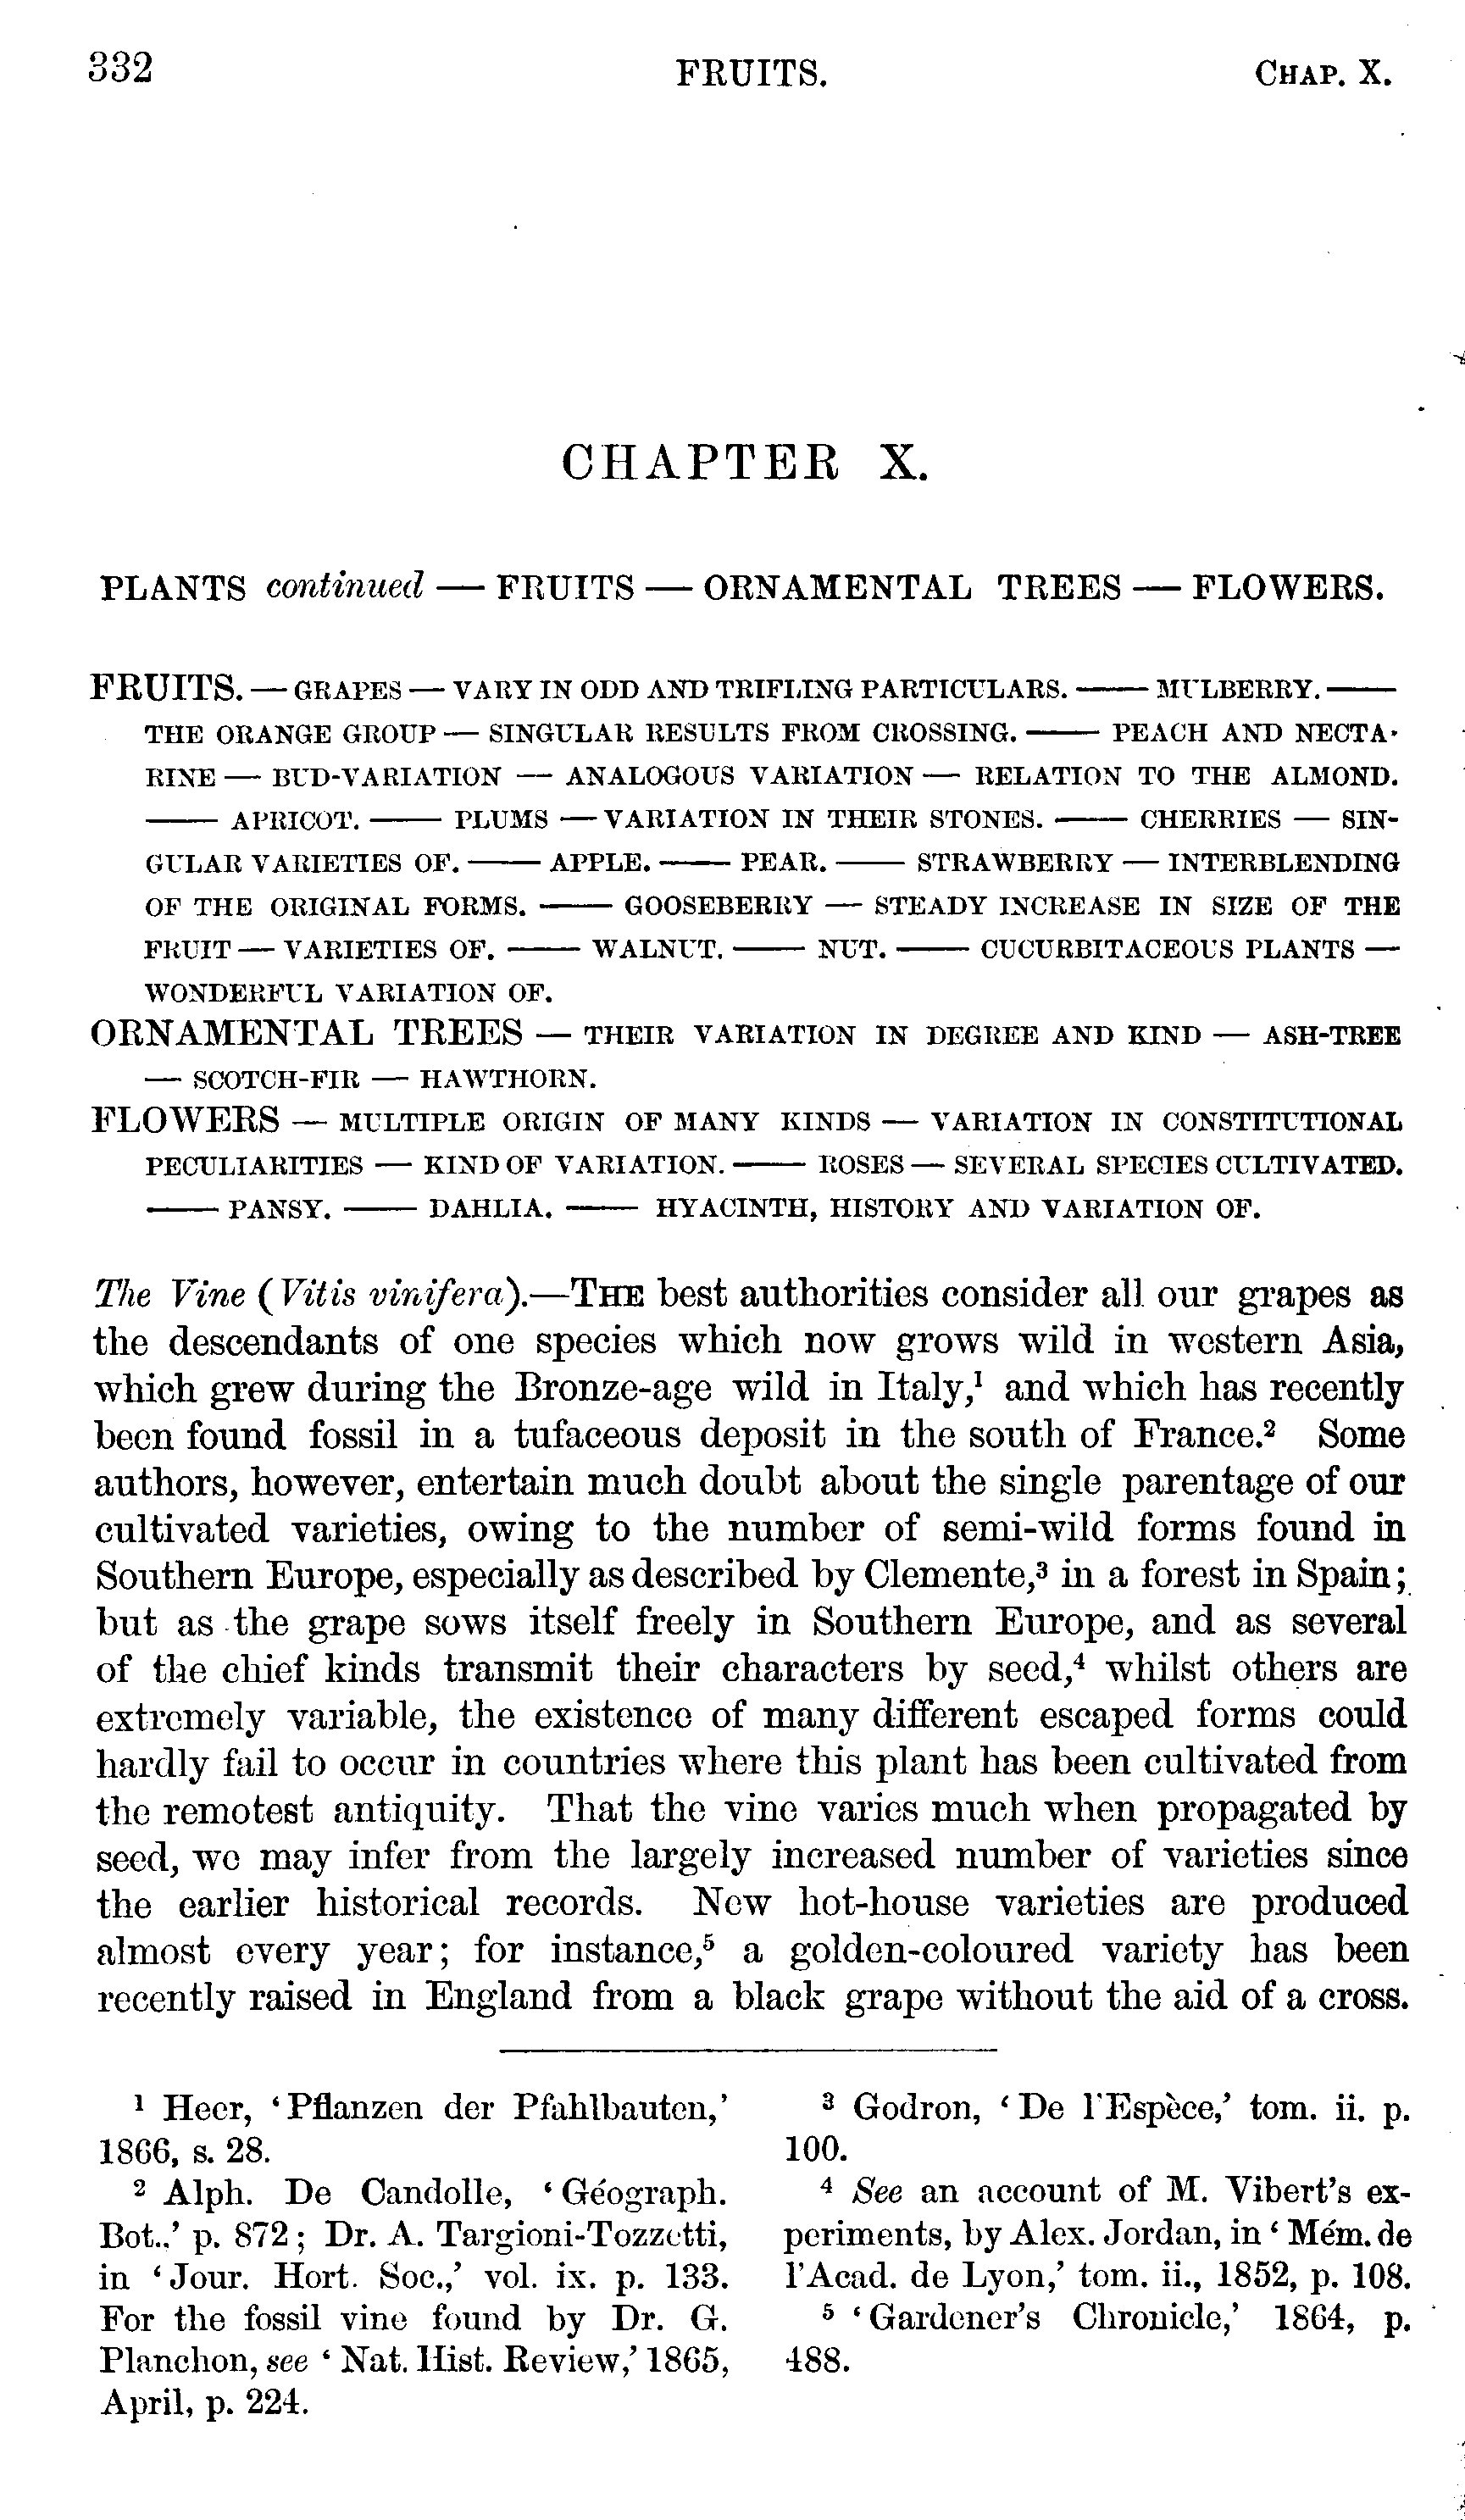 332 FRUITS. CHAP. X.
CHAPTER X.
PLANTS continued — FRUITS — ORNAMENTAL TREES — FLOWERS.
FRUITS. — GRAPES — VARY IN ODD AND TRIFLING PARTICULARS. —— MULBERRY. ——
THE ORANGE GROUP — SINGULAR RESULTS FROM CROSSING. —— PEACH AND NECTA-
RINE — BUD-VARIATION — ANALOGOUS VARIATION — RELATION TO THE ALMOND.
—— APRICOT. —— PLUMS — VARIATION IN THEIR STONES. —— CHERRIES — SIN-
GULAR VARIETIES OF. —— APPLE. —— PEAR. —— STRAWBERRY — INTERBLENDING
OF THE ORIGINAL FORMS. —— GOOSEBERRY — STEADY INCREASE IN SIZE OF THE
FRUIT — VARIETIES OF. —— WALNUT. —— NUT. —— CUCURBITACEOUS PLANTS —
WONDERFUL VARIATION OF.
ORNAMENTAL TREES — THEIR VARIATION IN DEGREE AND KIND — ASH-TREE
— SCOTCH-FIR — HAWTHORN.
FLOWERS — MULTIPLE ORIGIN OF MANY KINDS — VARIATION IN CONSTITUTIONAL
PECULIARITIES — KIND OF VARIATION. —— ROSES — SEVERAL SPECIES CULTIVATED.
—— PANSY. —— DAHLIA. —— HYACINTH, HISTORY AND VARIATION OF.
The Vine (Vitis vinifera).—THE best authorities consider all our grapes as
the descendants of one species which now grows wild in western Asia,
which grew during the Bronze-age wild in Italy,¹ and which has recently
been found fossil in a tufaceous deposit in the south of France.² Some
authors, however, entertain much doubt about the single parentage of our
cultivated varieties, owing to the number of semi-wild forms found in
Southern Europe, especially as described by Clemente,³ in a forest in Spain;
but as the grape sows itself freely in Southern Europe, and as several
of the chief kinds transmit their characters by seed,⁴ whilst others are
extremely variable, the existence of many different escaped forms could
hardly fail to occur in countries where this plant has been cultivated from
the remotest antiquity. That the vine varies much when propagated by
seed, we may infer from the largely increased number of varieties since
the earlier historical records. New hot-house varieties are produced
almost every year; for instance,⁵ a golden-coloured variety has been
recently raised in England from a black grape without the aid of a cross.
¹ Heer, ‘Pflanzen der Pfahlbauten,’
1866, s. 28.
² Alph. De Candolle, ‘Géograph.
Bot.,’ p. 872; Dr. A. Targioni-Tozzetti,
in ‘Jour. Hort. Soc.,’ vol. ix. p. 133.
For the fossil vine found by Dr. G.
Planchon, see ‘Nat. Hist. Review,’ 1865,
April, p. 224.
³ Godron, ‘De l'Espèce,’ tom. ii. p.
100.
⁴ See an account of M. Vibert's ex-
periments, by Alex. Jordan, in ‘Mém. de
l'Acad. de Lyon,’ tom. ii., 1852, p. 108.
⁵ ‘Gardener's Chronicle,’ 1864, p.
488.